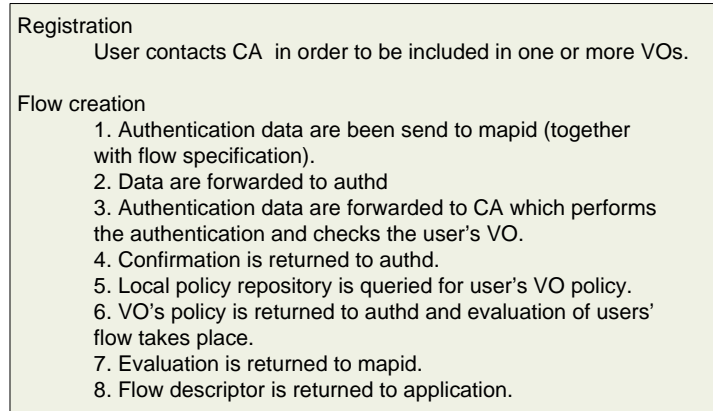 Registration
User contacts CA in order to be included in one or more VOs.
Flow creation
1. Authentication data are been send to mapid (together
with flow specification).
2. Data are forwarded to authd
3. Authentication data are forwarded to CA which performs
the authentication and checks the user's VO.
4. Confirmation is returned to authd.
5. Local policy repository is queried for user's VO policy.
6. VO's policy is returned to authd and evaluation of users'
flow takes place.
7. Evaluation is returned to mapid.
8. Flow descriptor is returned to application.